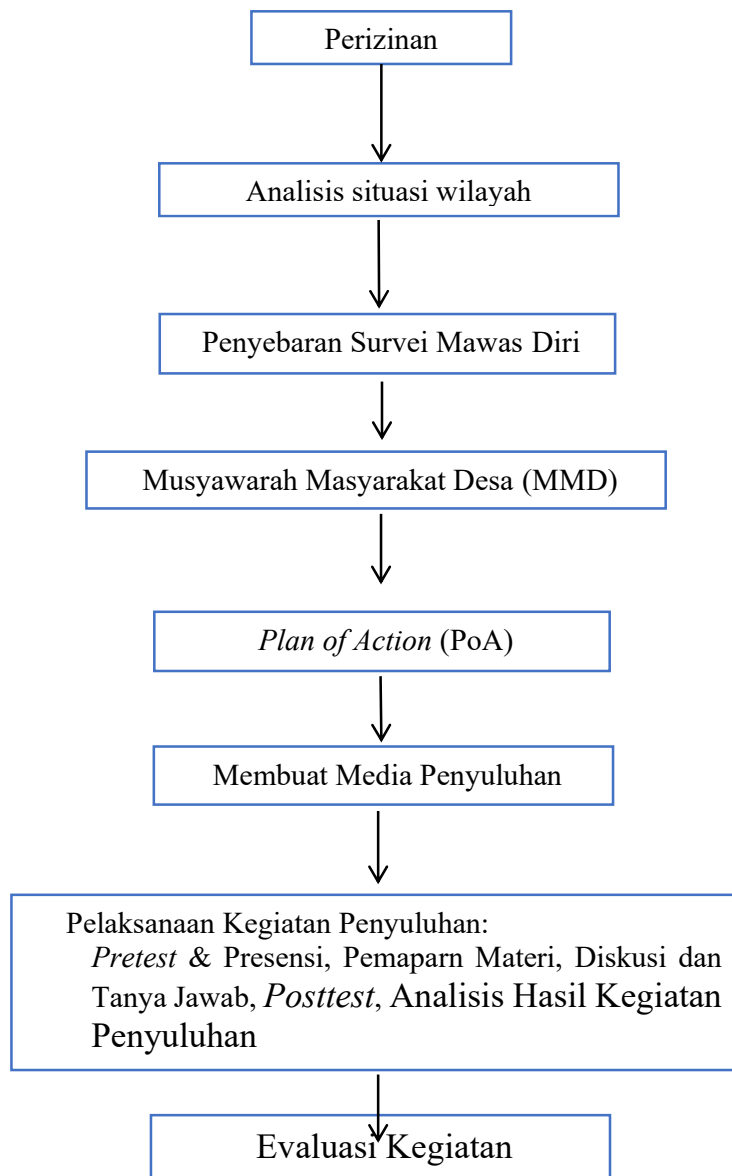 Perizinan
Analisis situasi wilayah
Penyebaran Survei Mawas Diri
Musyawarah Masyarakat Desa (MMD)
Plan of Action (PoA)
Membuat Media Penyuluhan
Pelaksanaan Kegiatan Penyuluhan:
Pretest & Presensi, Pemaparn Materi, Diskusi dan
Tanya Jawab, Posttest, Analisis Hasil Kegiatan
Penyuluhan
Evaluasi Kegiatan